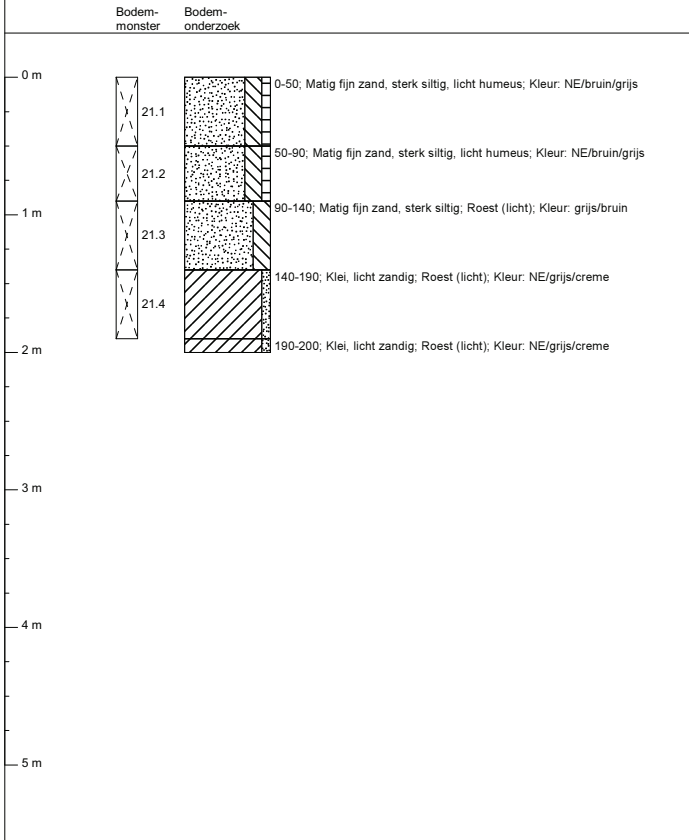 Bodem- Bodem-
monster onderzoek
0 m
0-50; Matig fijn zand, sterk siltig, licht humeus; Kleur: NE/bruin/grijs
21.1
50-90; Matig fijn zand, sterk siltig, licht humeus; Kleur: NE/bruin/grijs
21.2
1 m
90-140; Matig fijn zand, sterk siltig; Roest (licht); Kleur: grijs/bruin
21.3
140-190; Klei, licht zandig; Roest (licht); Kleur: NE/grijs/creme
21.4
2 m
190-200; Klei, licht zandig; Roest (licht); Kleur: NE/grijs/creme
3 m
4 m
5 m